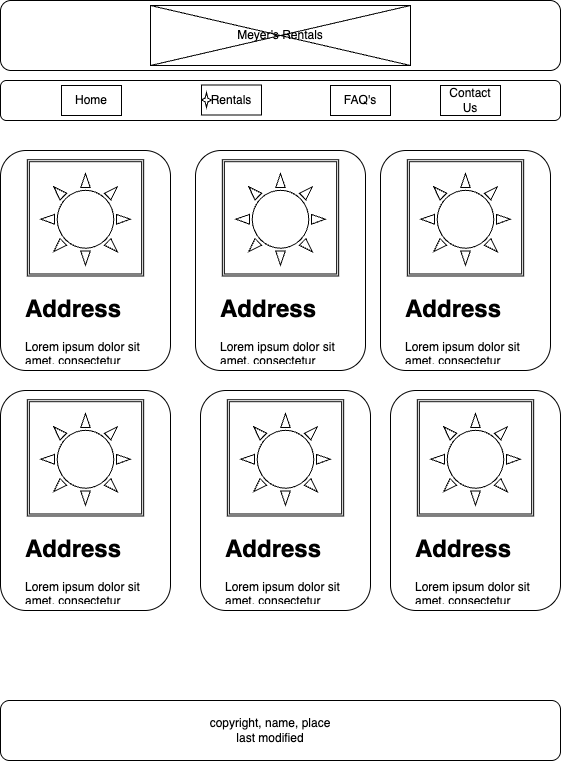 Meyer's Rentals
Home
Rentals
FAQ's
Contact
Us
Address
Lorem ipsum dolor sit
amet, consectetur
Address
Lorem ipsum dolor sit
amet, consectetur
Address
Lorem ipsum dolor sit
amet, consectetur
Address
Lorem ipsum dolor sit
amet, consectetur
Address
Lorem ipsum dolor sit
amet, consectetur
Address
Lorem ipsum dolor sit
amet, consectetur
copyright, name, place
last modified